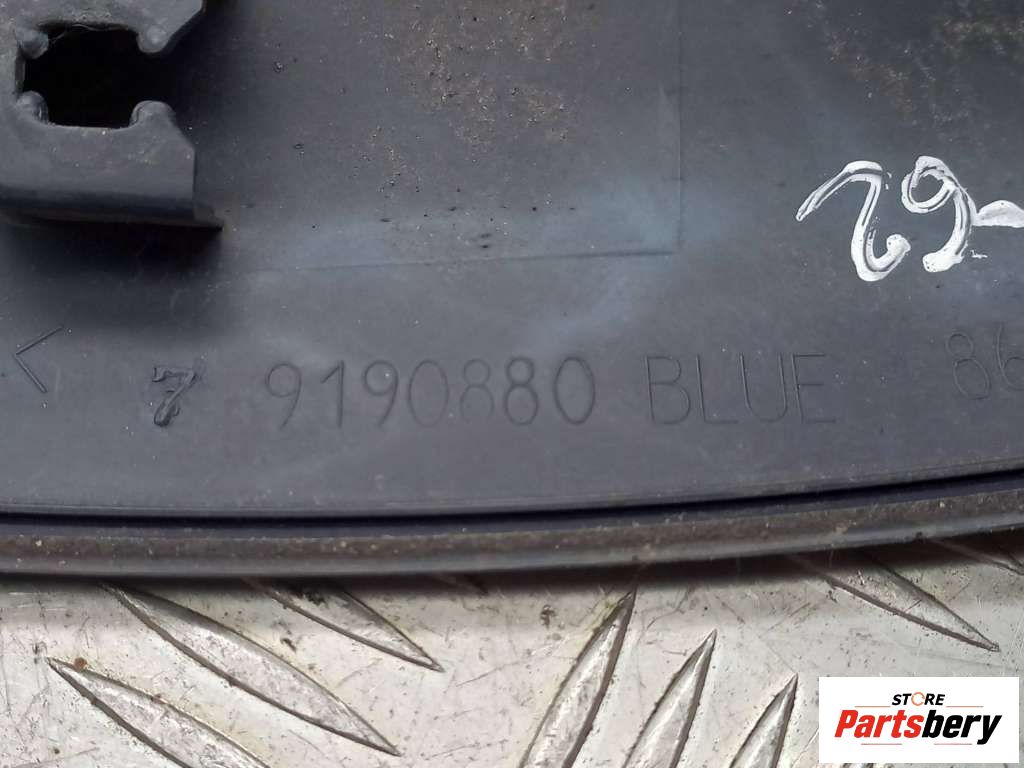 29-
< 7 9190880 BLUE 86
STORE
Partsbery